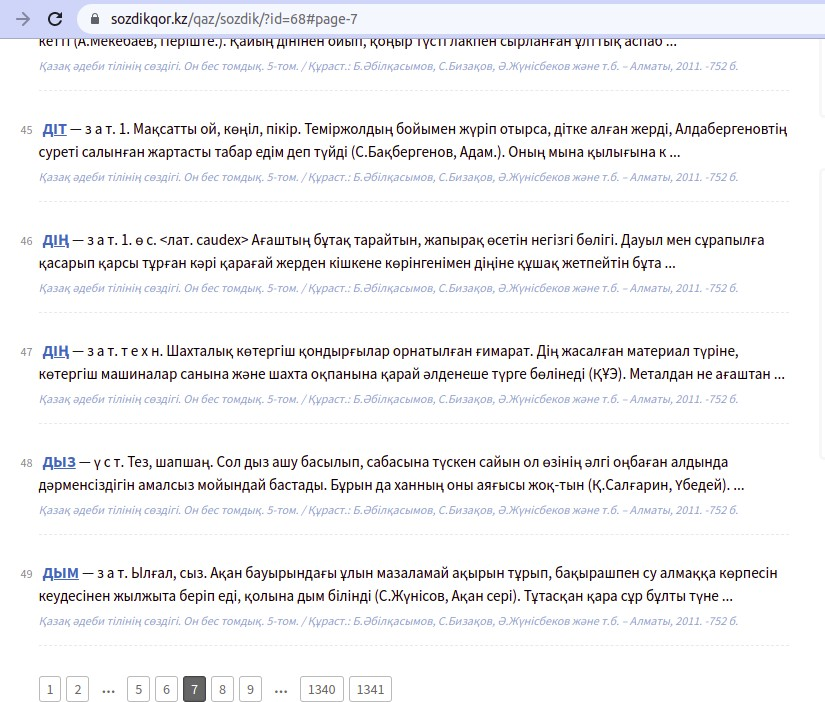 sozdikqor.kz/qaz/sozdik/?id=68#page-7
кетті (А.Мекебаев, Періште.). Қайың дінінен ойып, қоңыр түсті лакпен сырланған ұлттық аспаб ...
Қазақ әдеби тілінің сөздігі. Он бес томдық. 5-том. / Құраст.: Б.Әбілқасымов, С.Бизақов, Ә.Жүнісбеков және т.б. – Алматы, 2011. -752 б.
45 ДІТ — з а т. 1. Мақсатты ой, көңіл, пікір. Теміржолдың бойымен жүріп отырса, дітке алған жерді, Алдабергеновтің
суреті салынған жартасты табар едім деп түйді (С.Бақбергенов, Адам.). Оның мына қылығына к ...
Қазақ әдеби тілінің сөздігі. Он бес томдық. 5-том. / Құраст.: Б.Әбілқасымов, С.Бизақов, Ә.Жүнісбеков және т.б. – Алматы, 2011. -752 б.
46 ДІҢ — з а т. 1. ө с. <лат. caudex> Ағаштың бұтақ тарайтын, жапырақ өсетін негізгі бөлігі. Дауыл мен сұрапылға
қасарып қарсы тұрған кәрі қарағай жерден кішкене көрінгенімен діңіне құшақ жетпейтін бұта ...
Қазақ әдеби тілінің сөздігі. Он бес томдық. 5-том. / Құраст.: Б.Әбілқасымов, С.Бизақов, Ә.Жүнісбеков және т.б. – Алматы, 2011. -752 б.
47 ДІҢ — з а т. т е х н. Шахталық көтергіш қондырғылар орнатылған ғимарат. Дің жасалған материал түріне,
көтергіш машиналар санына және шахта оқпанына қарай әлденеше түрге бөлінеді (ҚҰЭ). Металдан не ағаштан ...
Қазақ әдеби тілінің сөздігі. Он бес томдық. 5-том. / Құраст.: Б.Әбілқасымов, С.Бизақов, Ә.Жүнісбеков және т.б. – Алматы, 2011. -752 б.
48 ДЫЗ — ү с т. Тез, шапшаң. Сол дыз ашу басылып, сабасына түскен сайын ол өзінің әлгі оңбаған алдында
дәрменсіздігін амалсыз мойындай бастады. Бұрын да ханның оны аяғысы жоқ-тын (Қ.Салғарин, Үбедей). ...
Қазақ әдеби тілінің сөздігі. Он бес томдық. 5-том. / Құраст.: Б.Әбілқасымов, С.Бизақов, Ә.Жүнісбеков және т.б. – Алматы, 2011. -752 б.
49 ДЫМ — з а т. Ылғал, сыз. Ақан бауырындағы ұлын мазаламай ақырын тұрып, бақырашпен су алмаққа көрпесін
кеудесінен жылжыта беріп еді, қолына дым білінді (С.Жүнісов, Ақан сері). Тұтасқан қара сұр бұлты түне ...
Қазақ әдеби тілінің сөздігі. Он бес томдық. 5-том. / Құраст.: Б.Әбілқасымов, С.Бизақов, Ә.Жүнісбеков және т.б. – Алматы, 2011. -752 б.
1 2 ... 5 6 7 8 9 ... 1340 1341